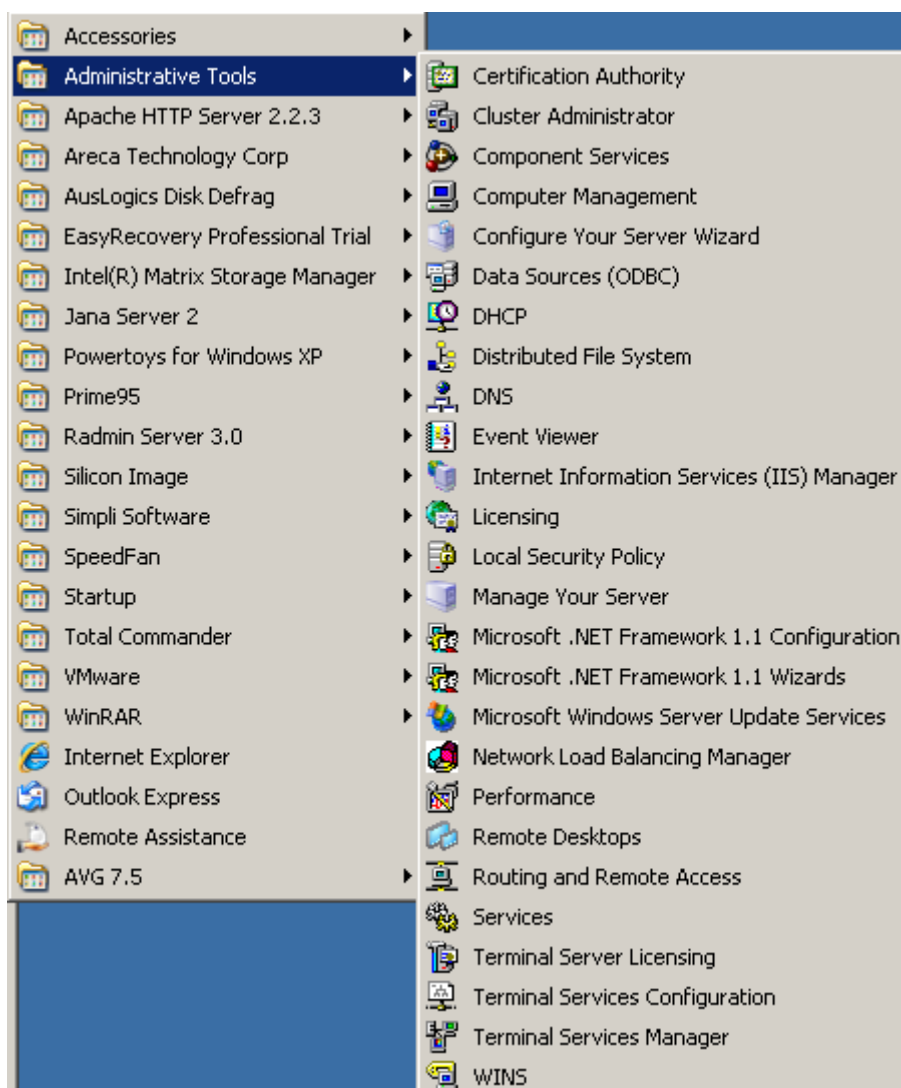 Accessories
Administrative Tools
Apache HTTP Server 2.2.3
Areca Technology Corp
AusLogics Disk Defrag
EasyRecovery Professional Trial
Intel(R) Matrix Storage Manager
Jana Server 2
Powertoys for Windows XP
Prime95
Radmin Server 3.0
Silicon Image
Simpli Software
SpeedFan
Startup
Total Commander
VMware
WinRAR
Internet Explorer
Outlook Express
Remote Assistance
AVG 7.5
Certification Authority
Cluster Administrator
Component Services
Computer Management
Configure Your Server Wizard
Data Sources (ODBC)
DHCP
Distributed File System
DNS
Event Viewer
Internet Information Services (IIS) Manager
Licensing
Local Security Policy
Manage Your Server
Microsoft .NET Framework 1.1 Configuration
Microsoft .NET Framework 1.1 Wizards
Microsoft Windows Server Update Services
Network Load Balancing Manager
Performance
Remote Desktops
Routing and Remote Access
Services
Terminal Server Licensing
Terminal Services Configuration
Terminal Services Manager
WINS